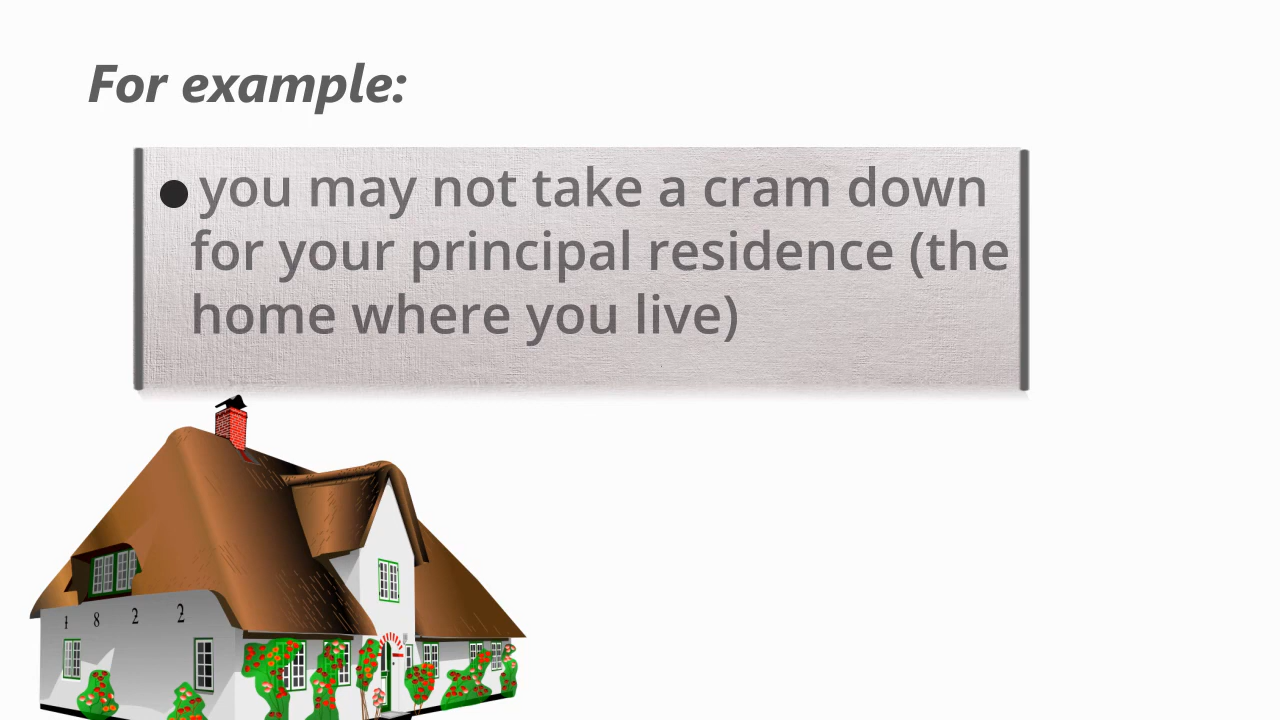 For example:
●you may not take a cram down
for your principal residence (the
home where you live)
1 8 2 2